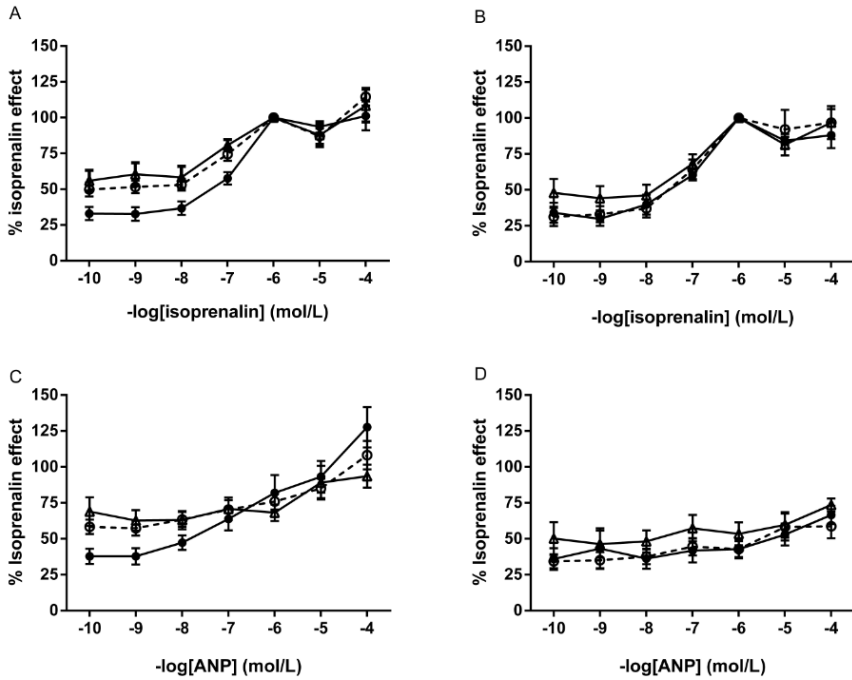 A
150
125
100
75
50
25
0
% isoprenalin effect
-10 -9 -8 -7 -6 -5 -4
-log[isoprenalin] (mol/L)
B
150
125
100
75
50
25
0
% Isoprenalin effect
-10 -9 -8 -7 -6 -5 -4
-log[isoprenalin] (mol/L)
C
150
125
100
75
50
25
0
% Isoprenalin effect
-10 -9 -8 -7 -6 -5 -4
-log[ANP] (mol/L)
D
150
125
100
75
50
25
0
% Isoprenalin effect
-10 -9 -8 -7 -6 -5 -4
-log[ANP] (mol/L)